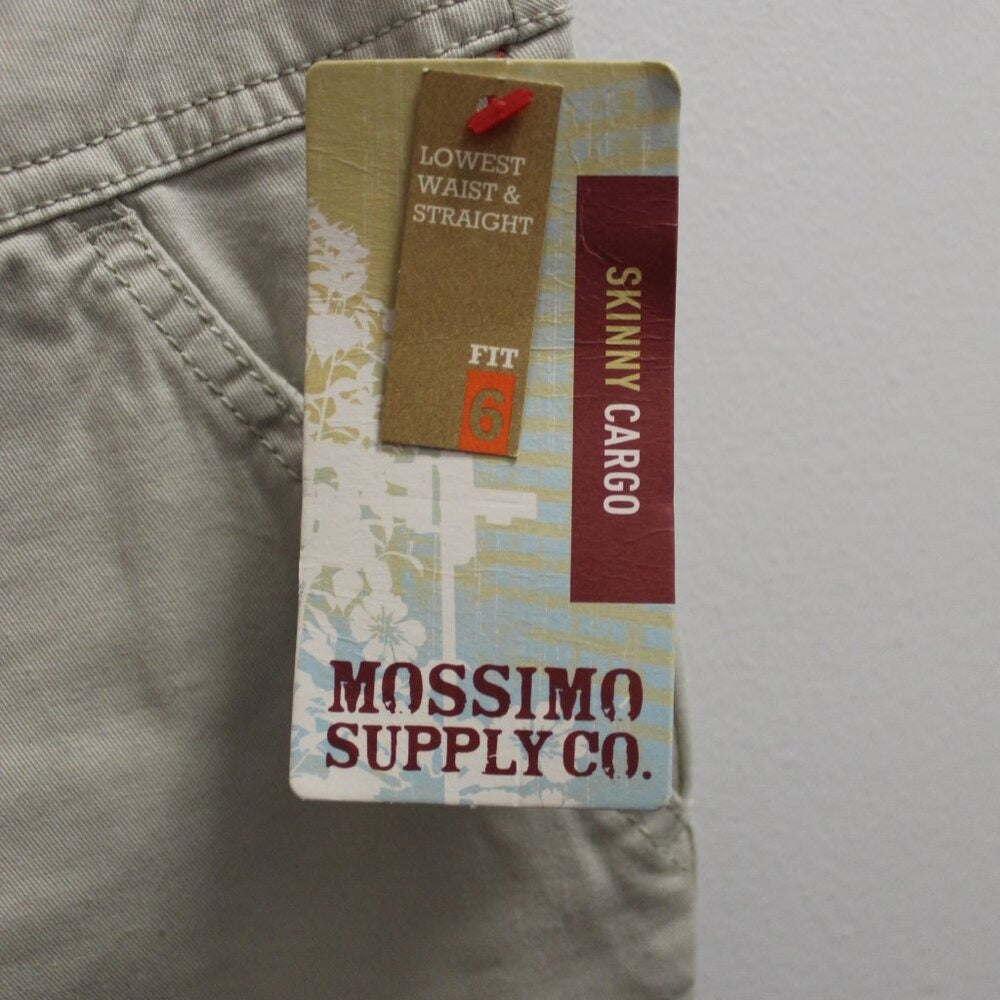 LOWEST
WAIST &
STRAIGHT
FIT
6
SKINNY CARGO
MOSSIMO
SUPPLY CO.